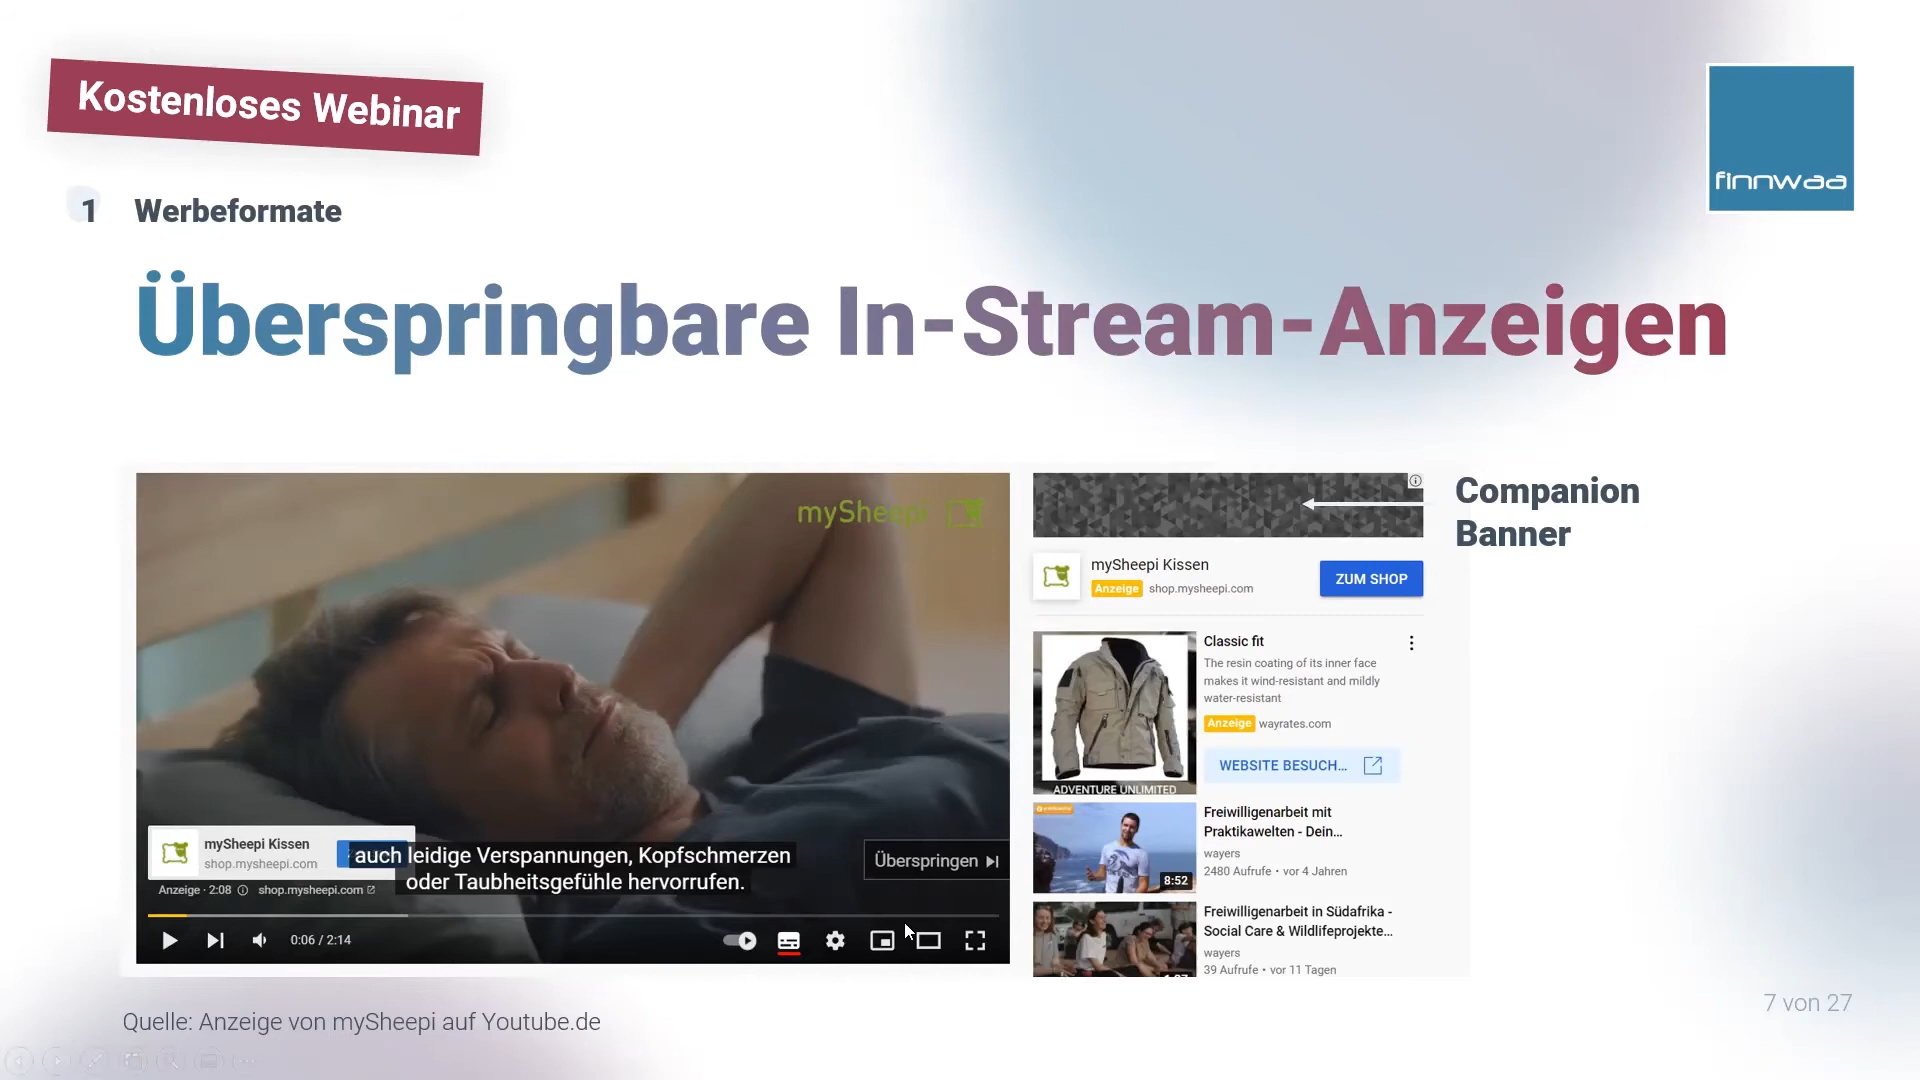 Kostenloses Webinar
finnwaa
1 Werbeformate
Überspringbare In-Stream-Anzeigen
mySheepi
mySheepi Kissen
shop.mysheepi.com
auch leidige Verspannungen, Kopfschmerzen
oder Taubheitsgefühle hervorrufen.
Überspringen
Anzeige · 2:08 shop.mysheepi.com
0:06 / 2:14
Companion
Banner
mySheepi Kissen
Anzeige shop.mysheepi.com
ZUM SHOP
ADVENTURE UNLIMITED
Classic fit
The resin coating of its inner face
makes it wind-resistant and mildly
water-resistant
Anzeige wayrates.com
WEBSITE BESUCH...
8:52
Freiwilligenarbeit mit
Praktikawelten - Dein...
wayers
2480 Aufrufe • vor 4 Jahren
Freiwilligenarbeit in Südafrika -
Social Care & Wildlifeprojekte...
wayers
39 Aufrufe • vor 11 Tagen
Quelle: Anzeige von mySheepi auf Youtube.de
7 von 27